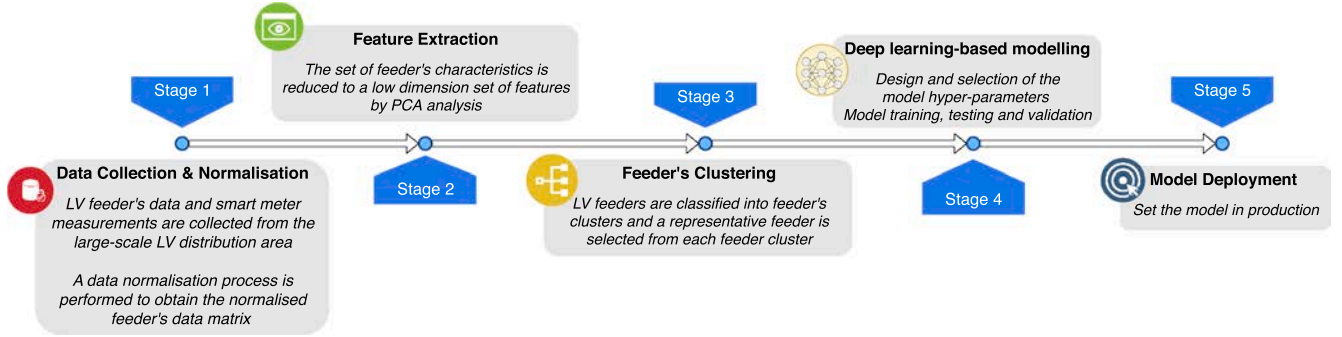 Stage 1
Data Collection & Normalisation
LV feeder's data and smart meter
measurements are collected from the
large-scale LV distribution area
A data normalisation process is
performed to obtain the normalised
feeder's data matrix
Feature Extraction
The set of feeder's characteristics is
reduced to a low dimension set of features
by PCA analysis
Stage 2
Stage 3
Feeder's Clustering
LV feeders are classified into feeder's
clusters and a representative feeder is
selected from each feeder cluster
Deep learning-based modelling
Design and selection of the
model hyper-parameters
Model training, testing and validation
Stage 4
Stage 5
Model Deployment
Set the model in production